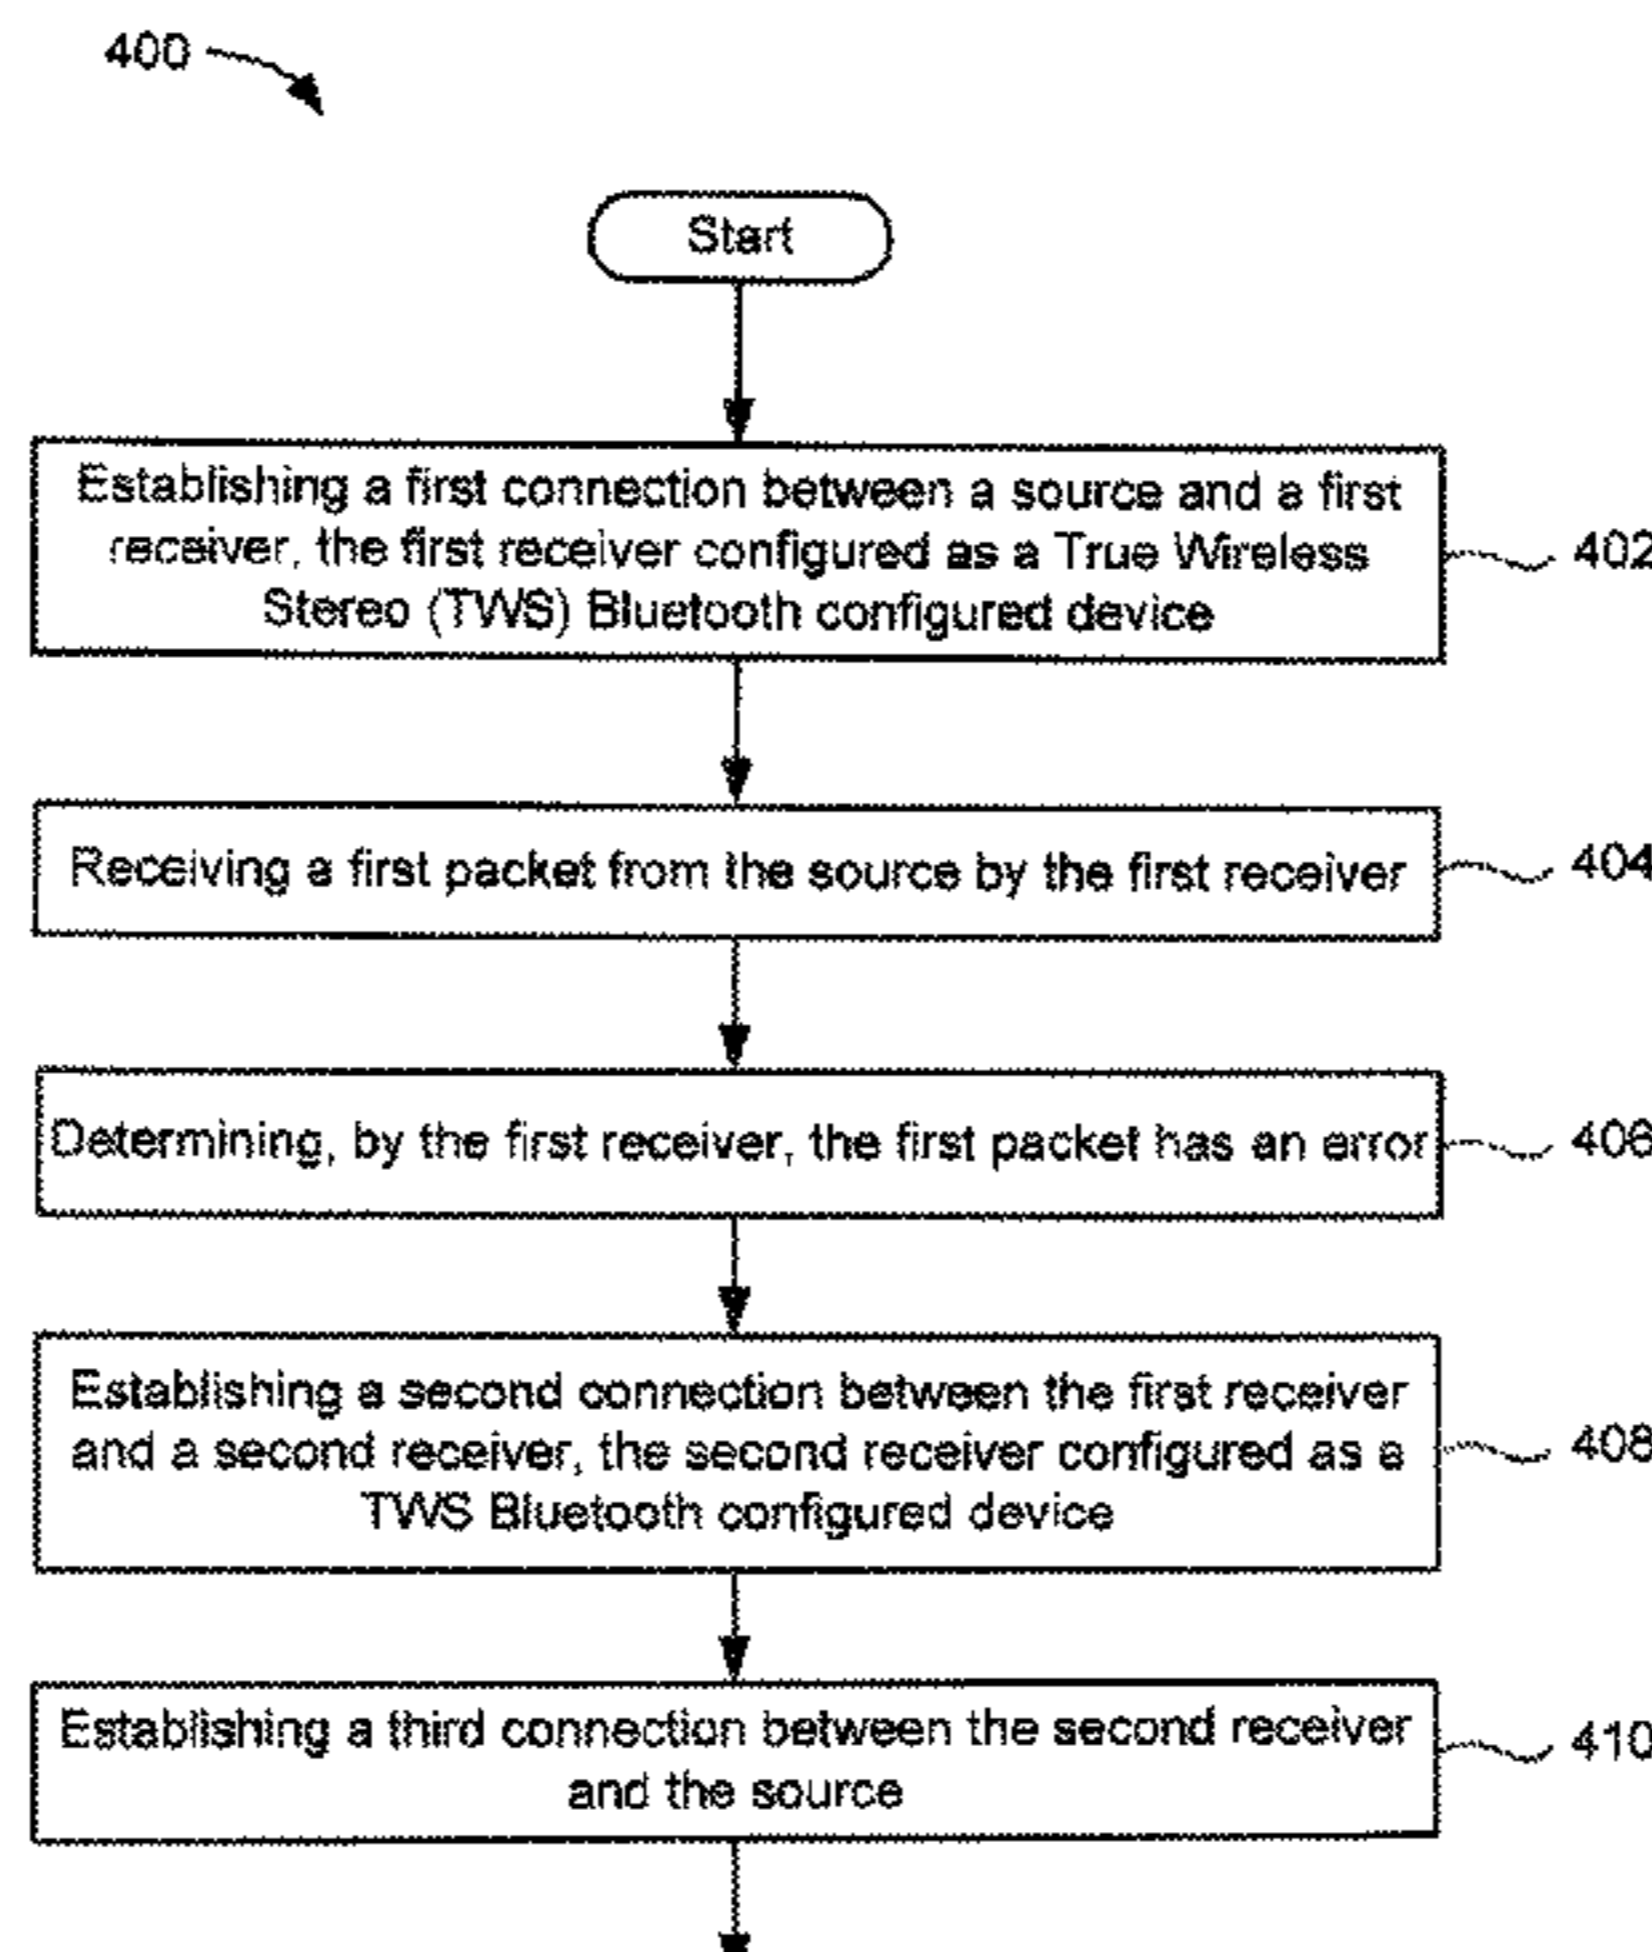 400
Start
Establishing a first connection between a source and a first
receiver, the first receiver configured as a True Wireless
Stereo (TWS) Bluetooth configured device
402
Receiving a first packet from the source by the first receiver
404
Determining, by the first receiver, the first packet has an error
406
Establishing a second connection between the first receiver
and a second receiver, the second receiver configured as a
TWS Bluetooth configured device
408
Establishing a third connection between the second receiver
and the source
410